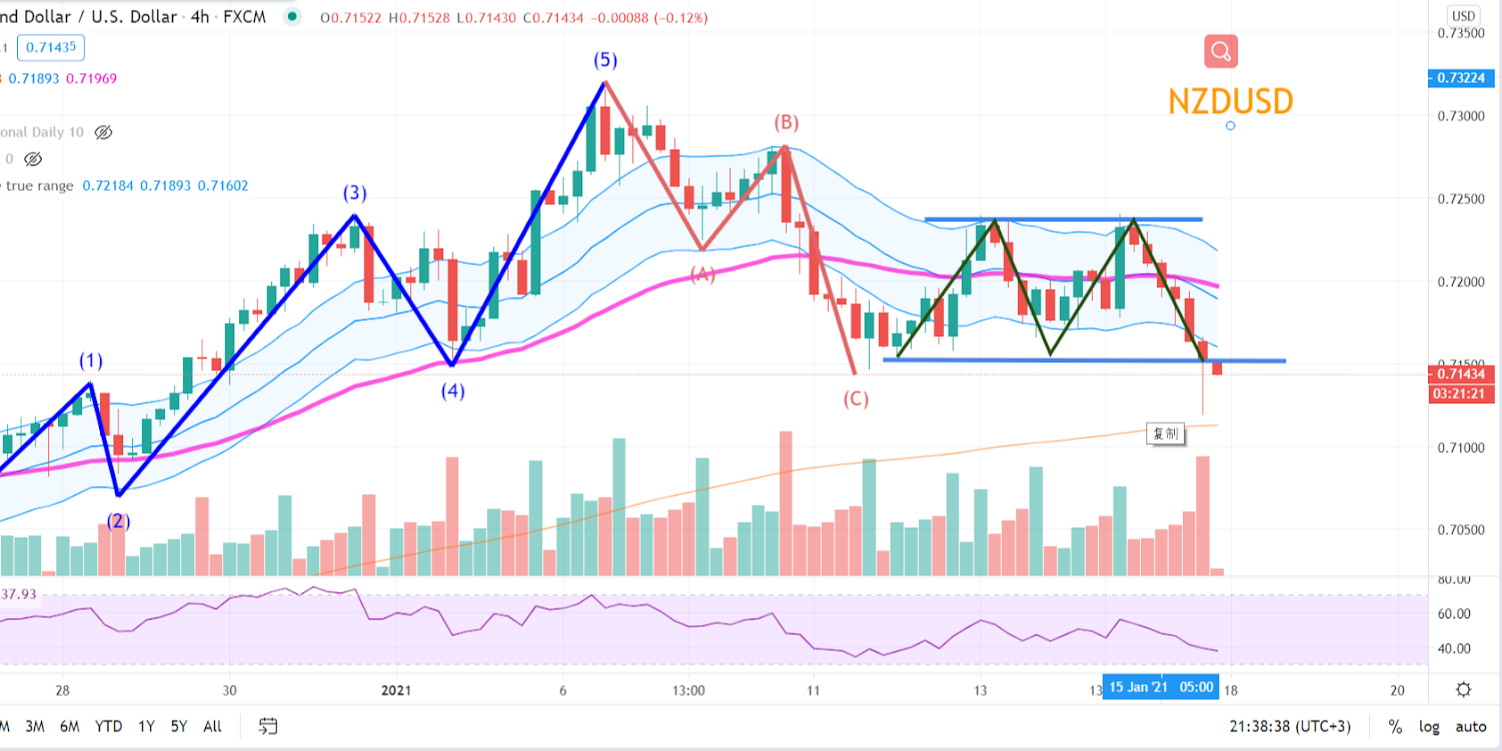 nd Dollar / U.S. Dollar · 4h · FXCM O0.71522 H0.71528 L0.71430 C0.71434 −0.00088 (−0.12%)
USD
0.73500
.1 0.71435
0.71893 0.71969
0.73224
NZDUSD
0.73000
onal Daily 10
0
true range 0.72184 0.71893 0.71602
(5)
(B)
(3)
0.72500
(A)
0.72000
(1)
(4)
(C)
0.71500
0.71434
03:21:21
复制
0.71000
(2)
0.70500
80.00
37.93
60.00
40.00
28 30 2021 6 13:00 11 13 13 15 Jan '21 05:00 18 20
M 3M 6M YTD 1Y 5Y All 21:38:38 (UTC+3) % log auto